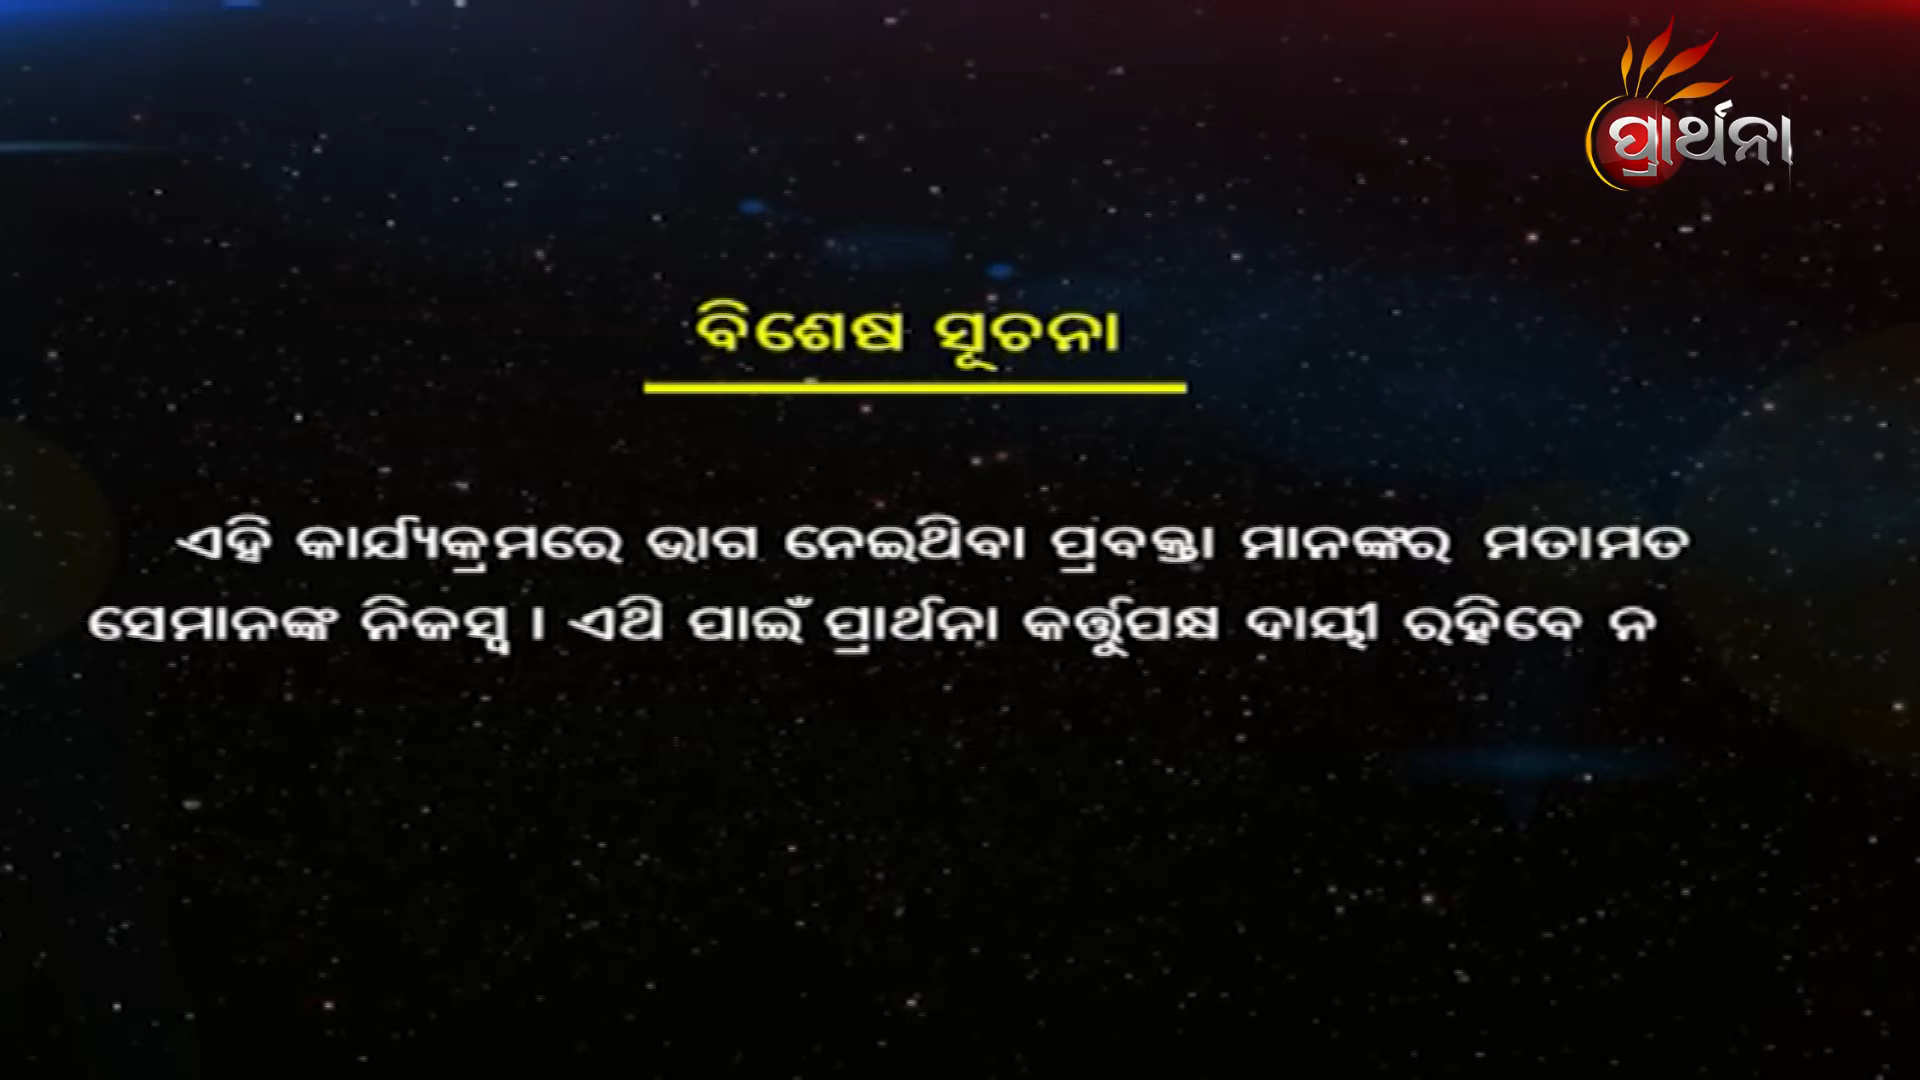 ପ୍ରାର୍ଥନା
ବିଶେଷ ସୂଚନା
ଏହି କାର୍ଯ୍ୟକ୍ରମରେ ଭାଗ ନେଇଥିବା ପ୍ରବକ୍ତା ମାନଙ୍କର ମତାମତ
ସେମାନଙ୍କ ନିଜସ୍ୱ । ଏଥି ପାଇଁ ପ୍ରାର୍ଥନା କର୍ତ୍ତୁପକ୍ଷ ଦାୟୀ ରହିବେ ନ